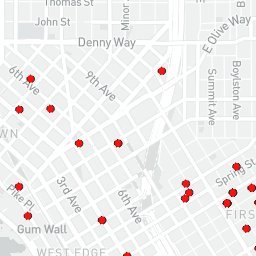 Thomas St
Minor
John St
Denny Way
E Olive Way
6th Ave
9th Ave
Summit Ave
Boylston Ave
B
OWN
Spring St
Pike Pl
3rd Ave
6th Ave
FIRS
Gum Wall
WEST EDGE